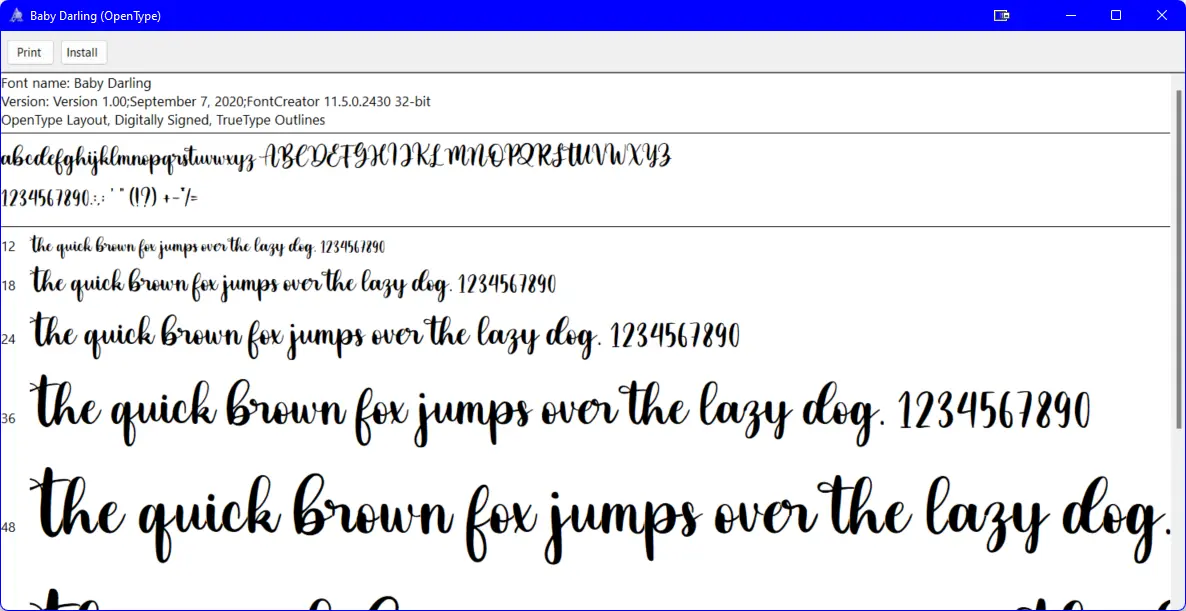 Baby Darling (OpenType)
Print Install
Font name: Baby Darling
Version: Version 1.00;September 7, 2020;FontCreator 11.5.0.2430 32-bit
OpenType Layout, Digitally Signed, TrueType Outlines
abcdefghijklmnopqrstuvwxyz ABCDEFGHIJKLMNOPQRSTUVWXYZ
1234567890.:,; ' " (!?) +-*/=
12 the quick brown fox jumps over the lazy dog. 1234567890
18 the quick brown fox jumps over the lazy dog. 1234567890
24 the quick brown fox jumps over the lazy dog. 1234567890
36 the quick brown fox jumps over the lazy dog. 1234567890
48 the quick brown fox jumps over the lazy dog.